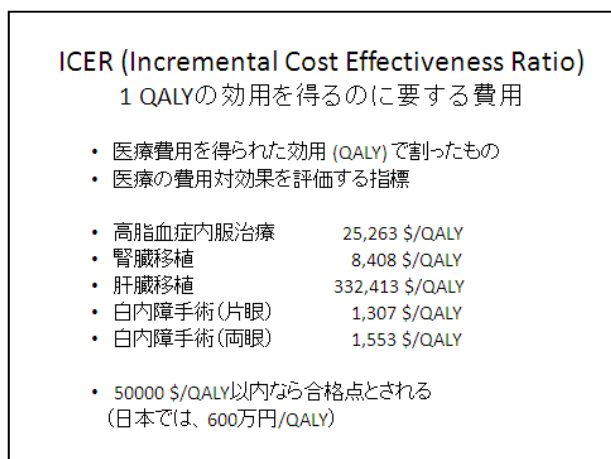 ICER (Incremental Cost Effectiveness Ratio)
1 QALYの効用を得るのに要する費用
• 医療費用を得られた効用 (QALY) で割ったもの
• 医療の費用対効果を評価する指標
• 高脂血症内服治療 25,263 $/QALY
• 腎臓移植 8,408 $/QALY
• 肝臓移植 332,413 $/QALY
• 白内障手術(片眼) 1,307 $/QALY
• 白内障手術(両眼) 1,553 $/QALY
• 50000 $/QALY以内なら合格点とされる
(日本では、600万円/QALY)